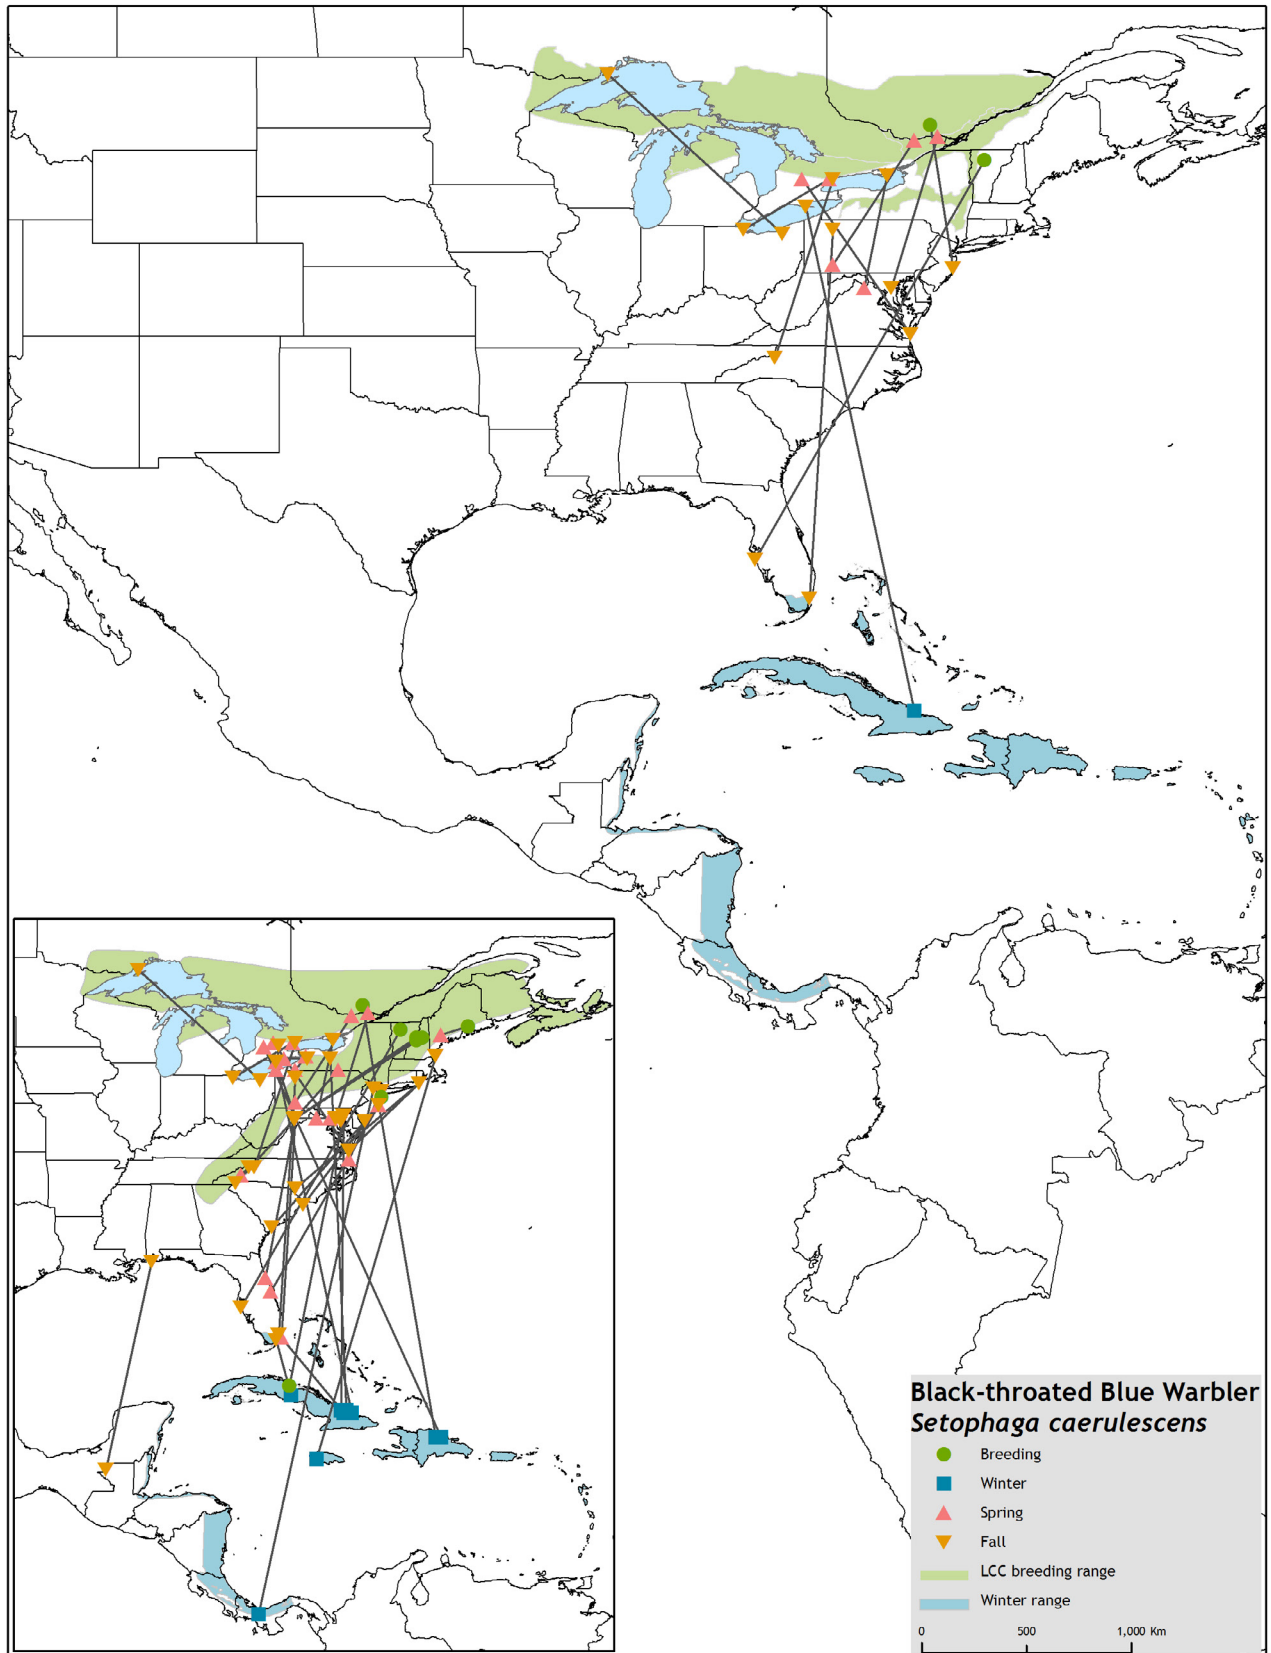 Black-throated Blue Warbler
Setophaga caerulescens
Breeding
Winter
Spring
Fall
LCC breeding range
Winter range
0 500 1,000 Km